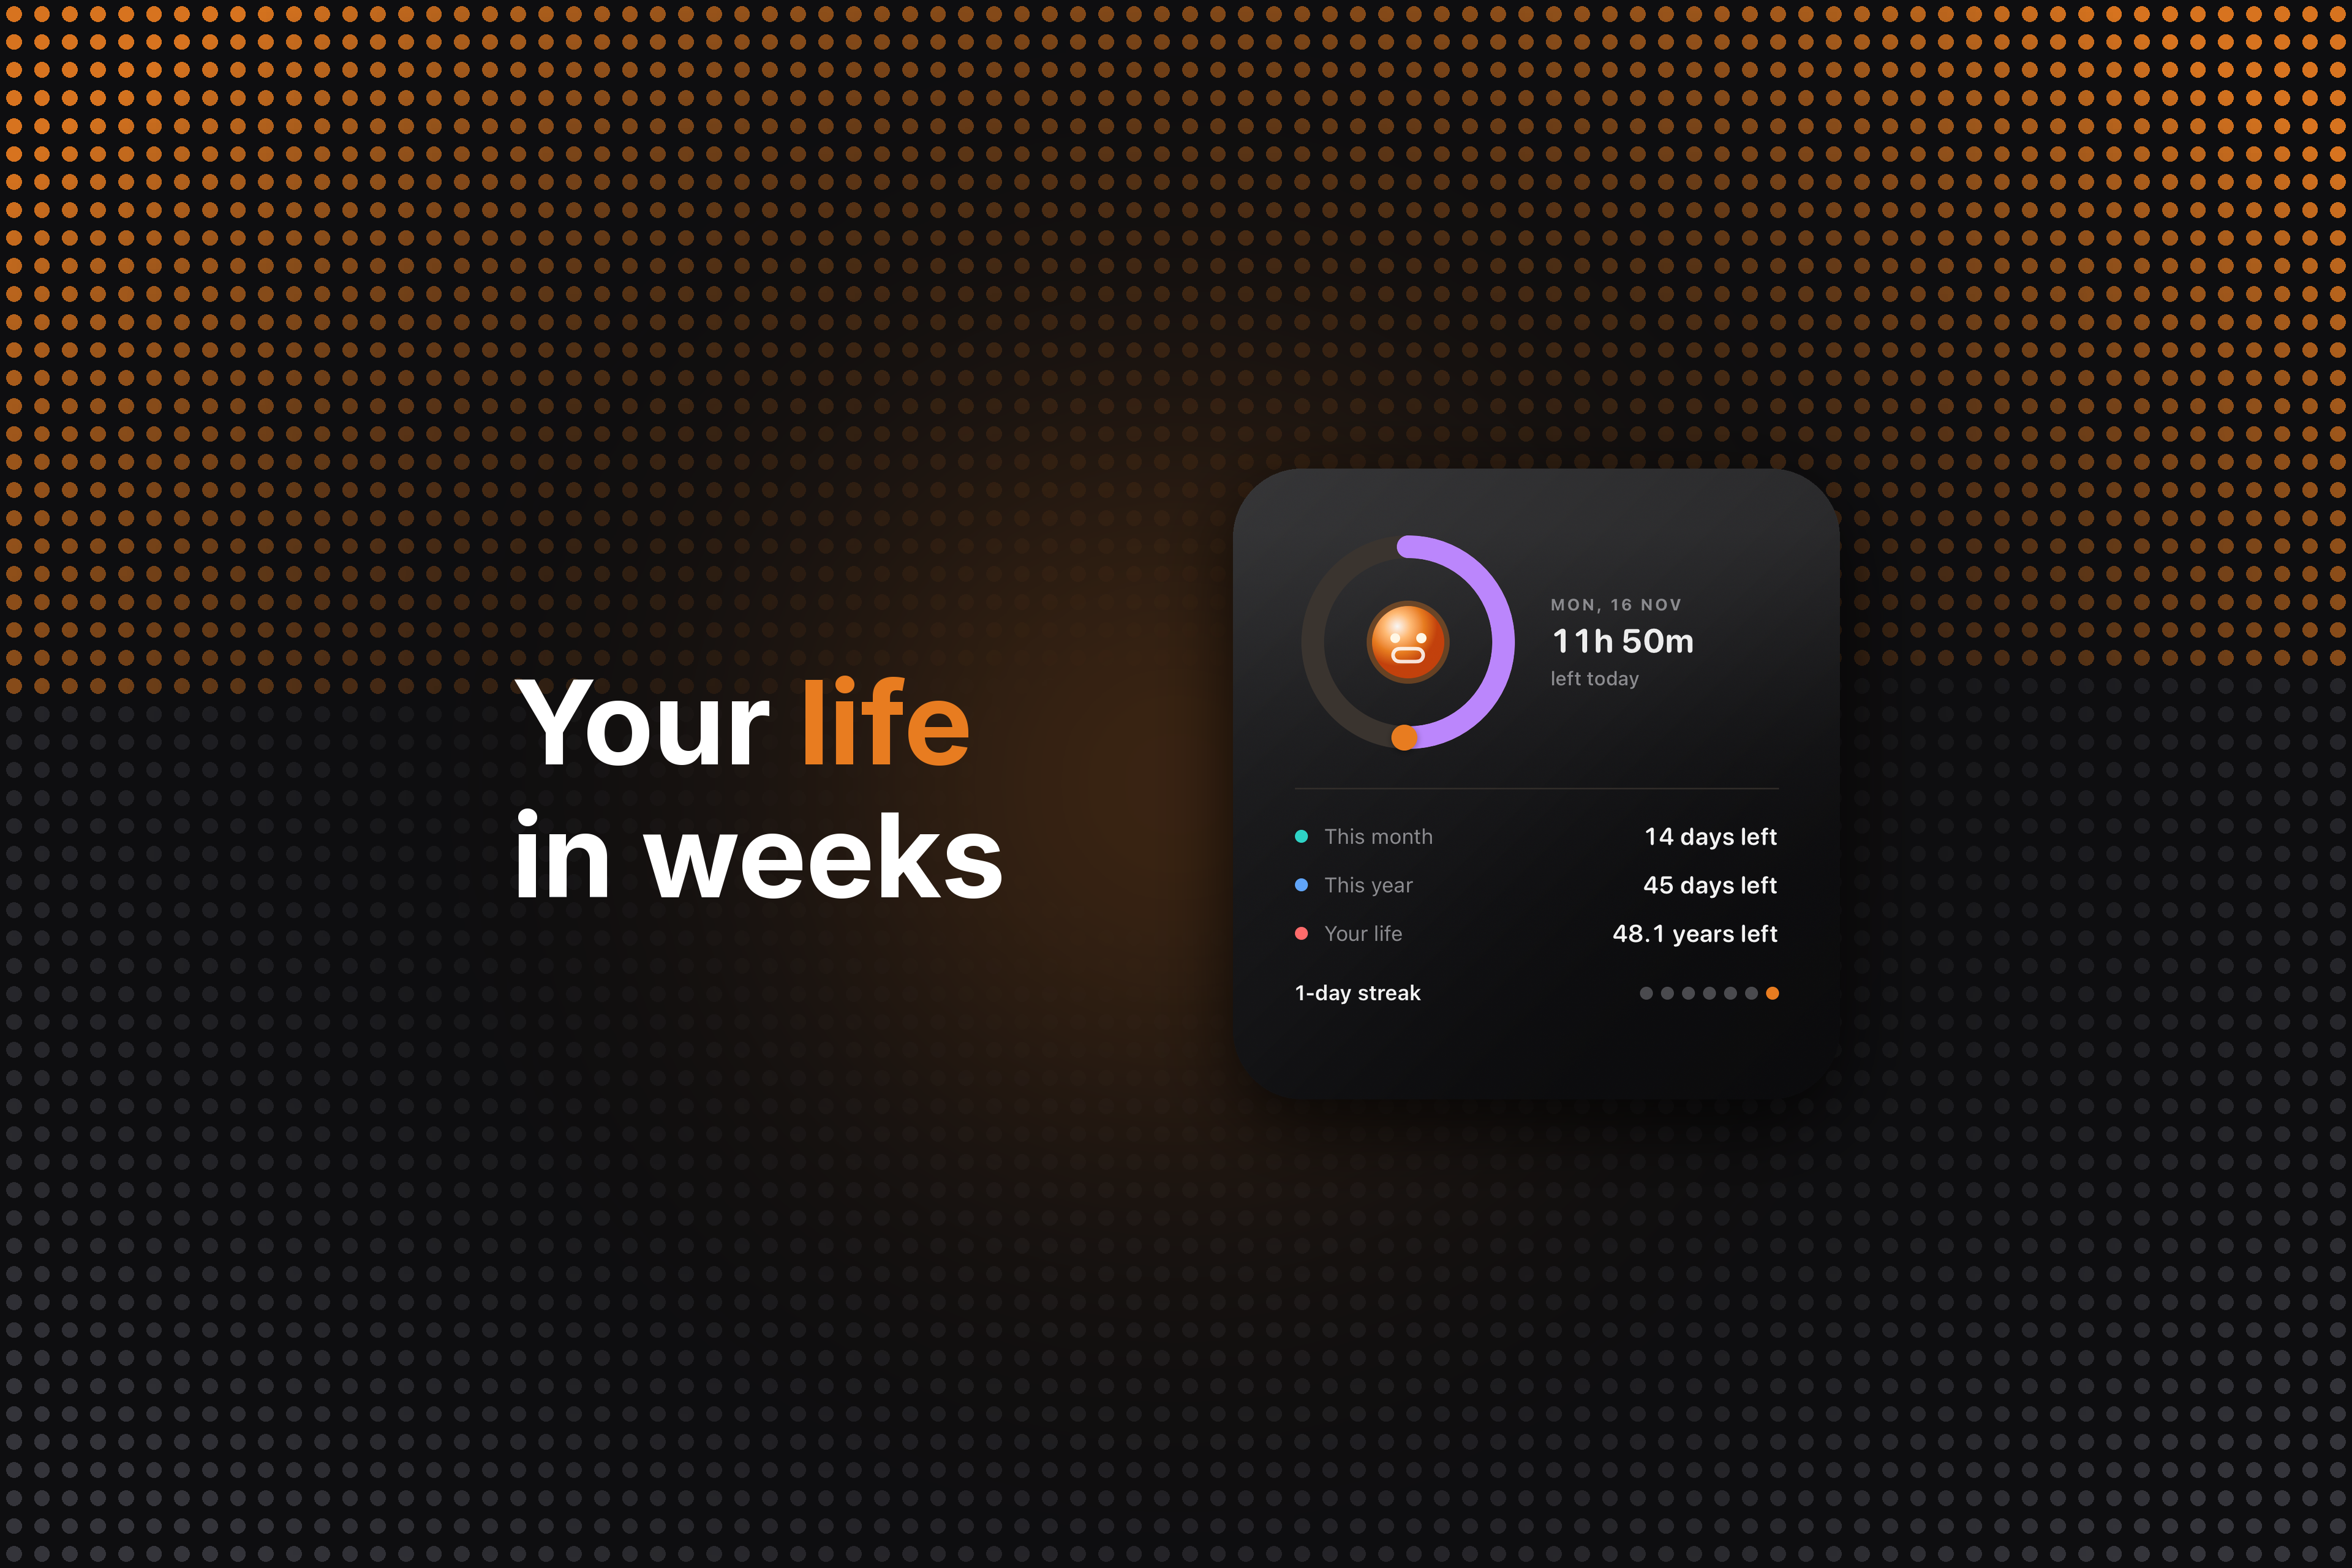 Your life
in weeks
MON, 16 NOV
11h 50m
left today
This month 14 days left
This year 45 days left
Your life 48.1 years left
1-day streak